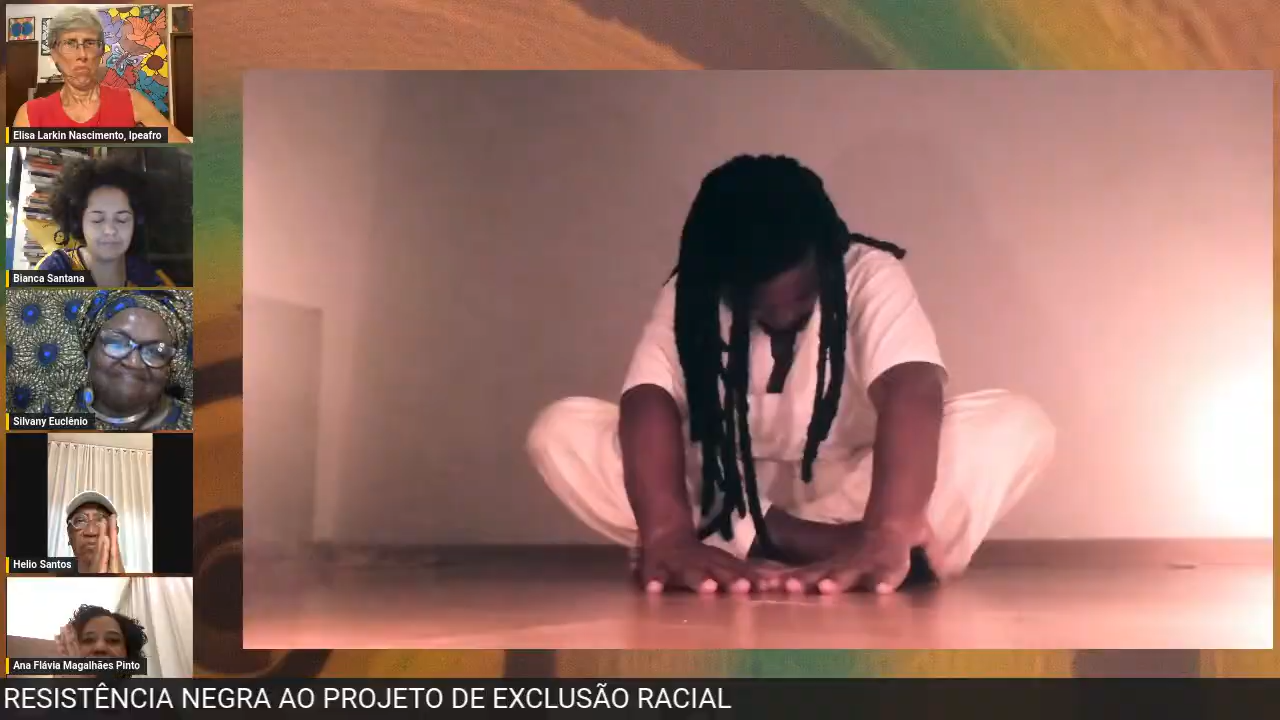 Elisa Larkin Nascimento, Ipeafro
Bianca Santana
Silvany Euclênio
Helio Santos
Ana Flávia Magalhães Pinto
RESISTÊNCIA NEGRA AO PROJETO DE EXCLUSÃO RACIAL